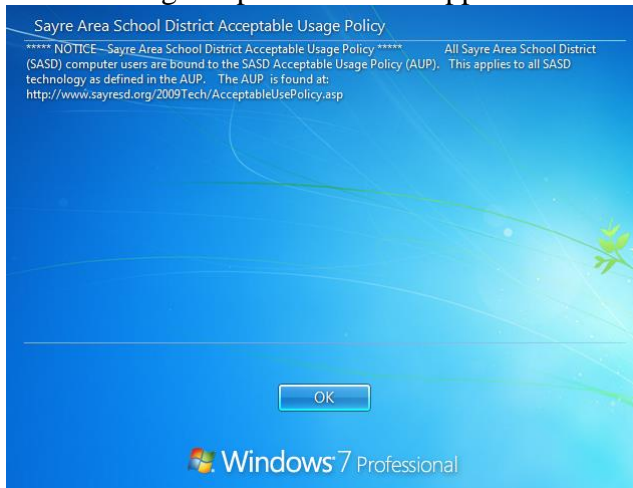 Sayre Area School District Acceptable Usage Policy
***** NOTICE - Sayre Area School District Acceptable Usage Policy ***** All Sayre Area School District
(SASD) computer users are bound to the SASD Acceptable Usage Policy (AUP). This applies to all SASD
technology as defined in the AUP. The AUP is found at:
http://www.sayresd.org/2009Tech/AcceptableUsePolicy.asp
OK
Windows 7 Professional